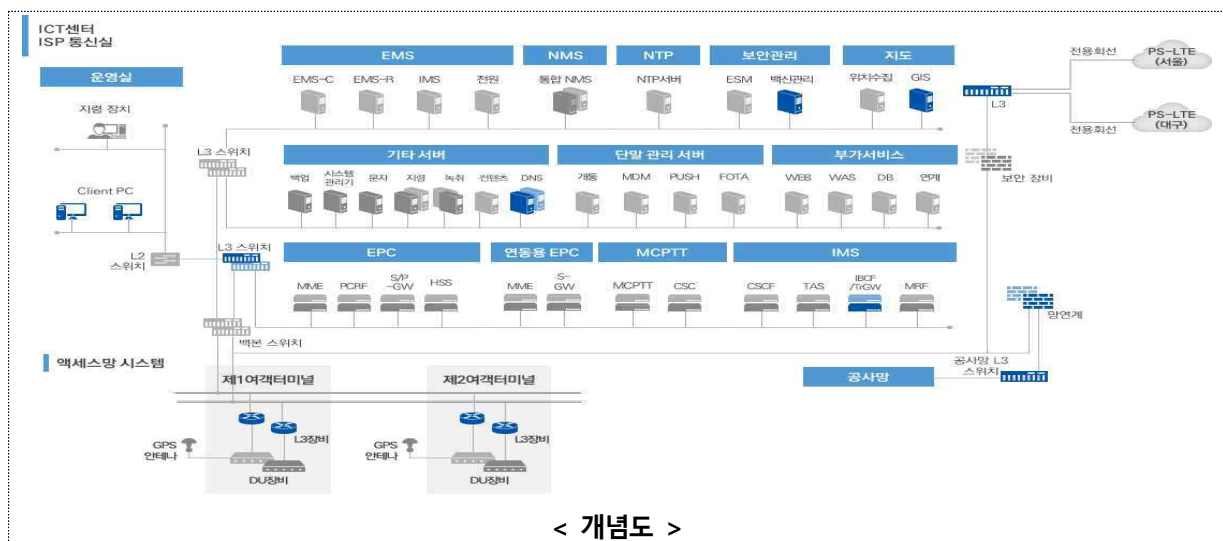 ICT센터
ISP 통신실
운영실
지령 장치
Client PC
L2
스위치
L3 스위치
L3 스위치
백본 스위치
EMS
NMS
NTP
보안관리
지도
EMS-C
EMS-R
IMS
전원
통합 NMS
NTP서버
ESM
백신관리
위치수집
GIS
기타 서버
단말 관리 서버
부가서비스
백업
시스템
관리기
문자
지령
녹취
컨텐츠
DNS
개통
MDM
PUSH
FOTA
WEB
WAS
DB
연계
EPC
연동용 EPC
MCPTT
IMS
MME
PCRF
S/P
-GW
HSS
MME
S-
GW
MCPTT
CSC
CSCF
TAS
IBCF
/TrGW
MRF
L3
전용회선
PS-LTE
(서울)
전용회선
PS-LTE
(대구)
보안 장비
망연계
공사망 L3
스위치
공사망
액세스망 시스템
제1여객터미널
GPS
안테나
L3장비
DU장비
제2여객터미널
GPS
안테나
L3장비
DU장비
< 개념도 >